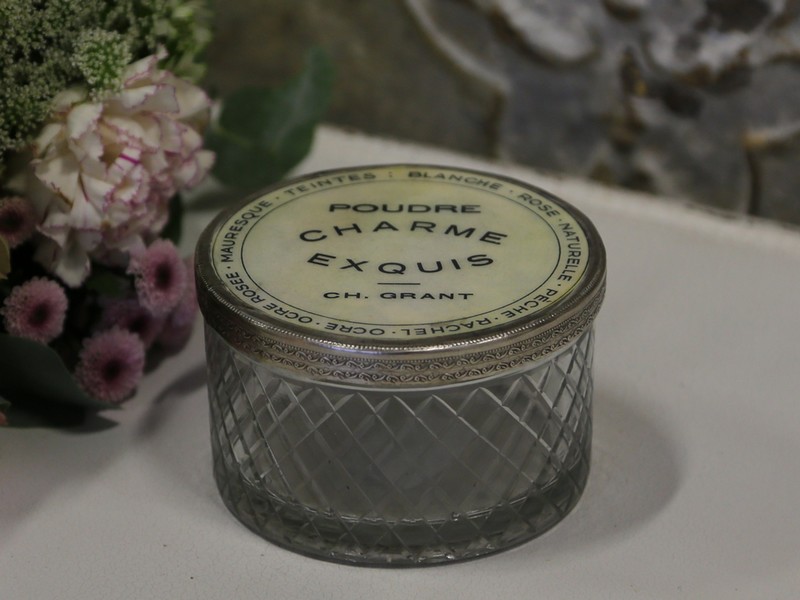 POUDRE
CHARME
EXQUIS
CH. GRANT
TEINTES : BLANCHE · ROSE · NATURELLE · PÊCHE · RACHEL · OCRE · OCRE ROSÉE · MAURESQUE ·